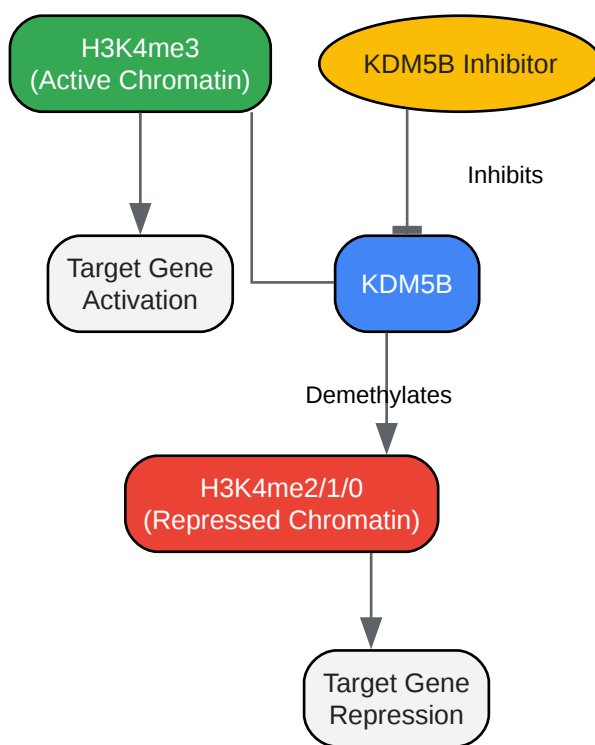 H3K4me3
(Active Chromatin)
KDM5B Inhibitor
Inhibits
Target Gene
Activation
KDM5B
Demethylates
H3K4me2/1/0
(Repressed Chromatin)
Target Gene
Repression